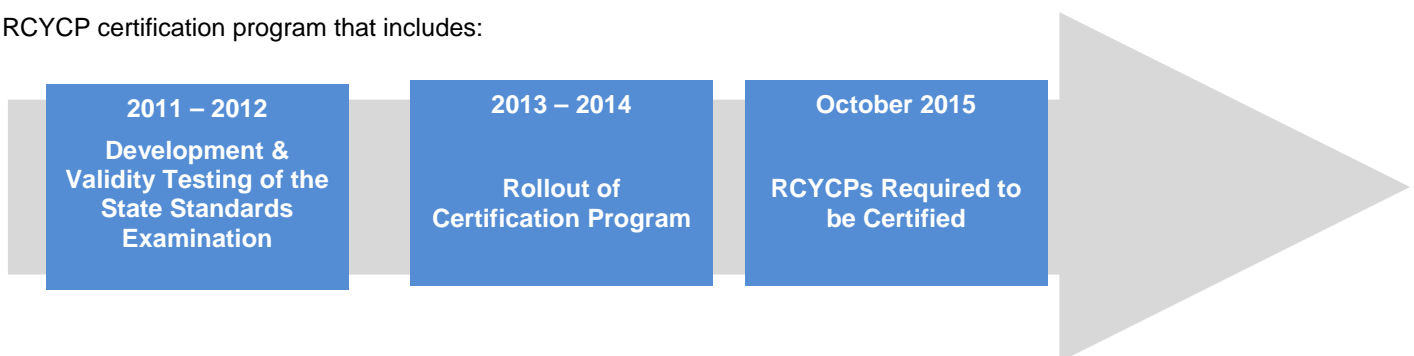 RCYCP certification program that includes:
2011 – 2012
Development &
Validity Testing of the
State Standards
Examination
2013 – 2014
Rollout of
Certification Program
October 2015
RCYCPs Required to
be Certified